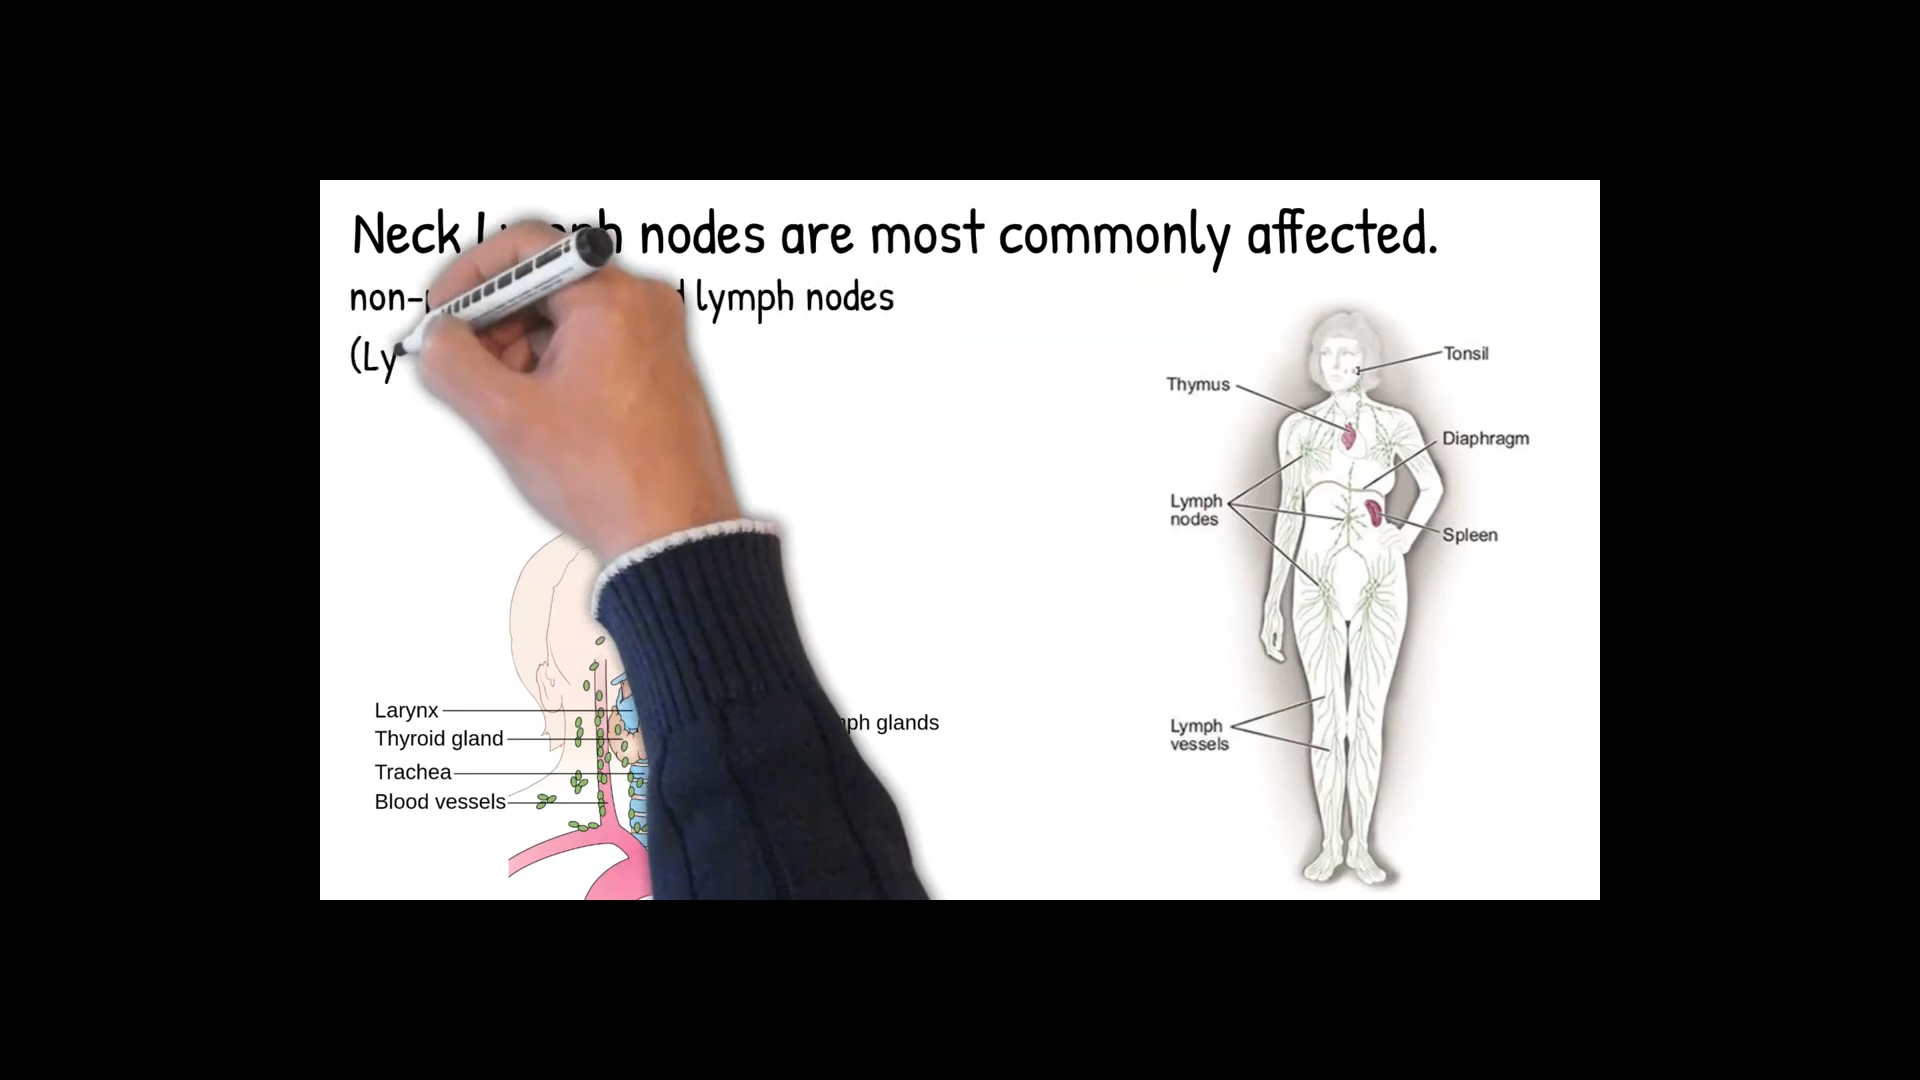 Neck nodes are most commonly affected.
lymph nodes
(Ly
Tonsil
Thymus
Diaphragm
Lymph
nodes
Spleen
Larynx
Thyroid gland
Trachea
Blood vessels
glands
Lymph
vessels